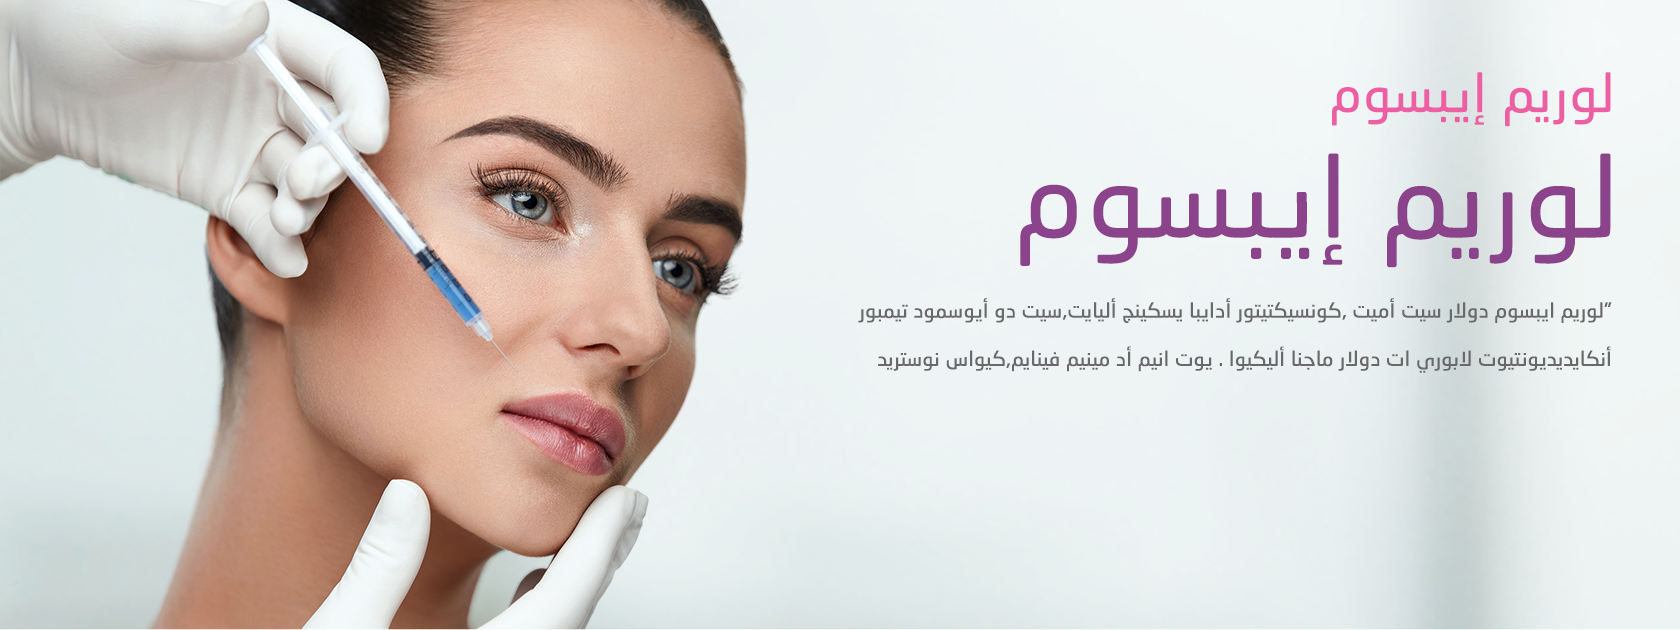 لوريم إيبسوم
لوريم إيبسوم
"لوريم ايبسوم دولار سيت أميت ,كونسيكتيتور أدايبا يسكينج أليايت,سيت دو أيوسمود تيمبور
أنكايديديونتيوت لابوري ات دولار ماجنا أليكيوا . يوت انيم أد مينيم فينايم,كيواس نوستريد